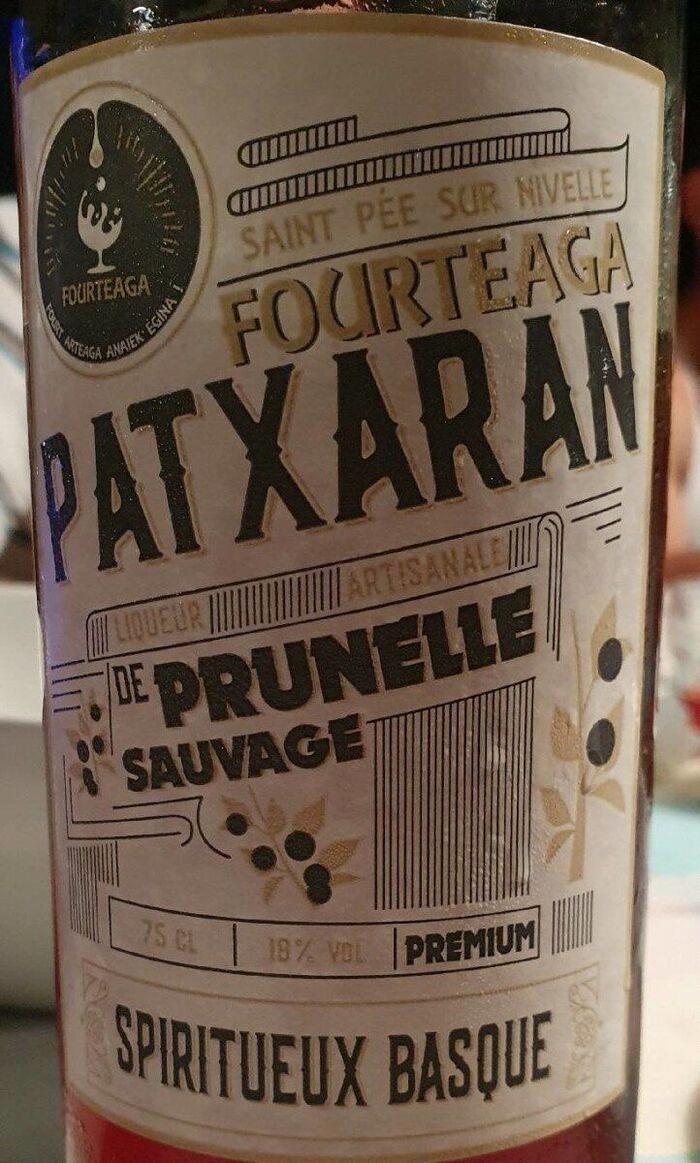 FOURTEAGA
FOURT ARTEAGA ANAIEK EGINA !
SAINT PÉE SUR NIVELLE
FOURTEAGA
PATXARAN
LIQUEUR ARTISANALE
DE PRUNELLE
SAUVAGE
75 CL 18% VOL PREMIUM
SPIRITUEUX BASQUE